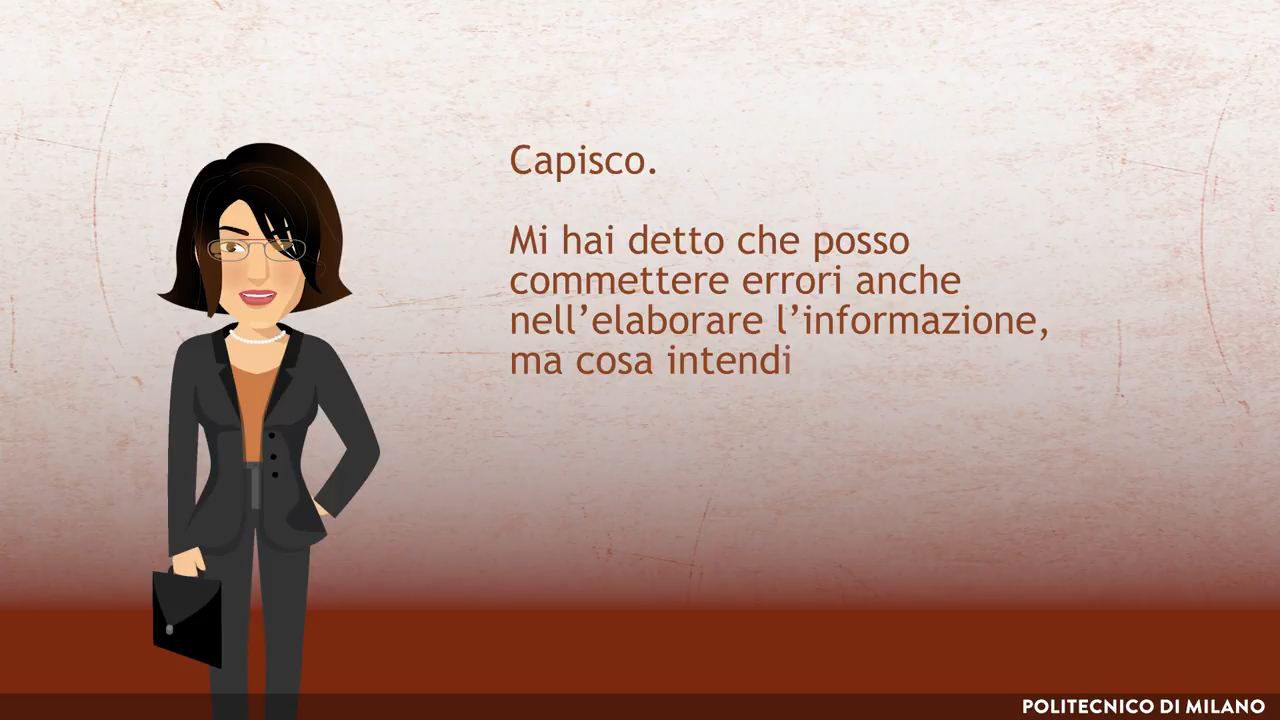 Capisco.
Mi hai detto che posso
commettere errori anche
nell’elaborare l’informazione,
ma cosa intendi
POLITECNICO DI MILANO